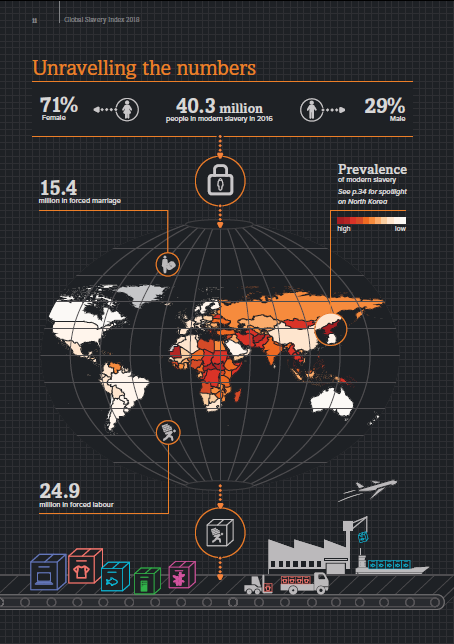 8
Global Slavery Index 2018
Unravelling the numbers
71%
Female
40.3 million
people in modern slavery in 2016
29%
Male
15.4
million in forced marriage
Prevalence
of modern slavery
See p.34 for spotlight
on North Korea
high low
24.9
million in forced labour